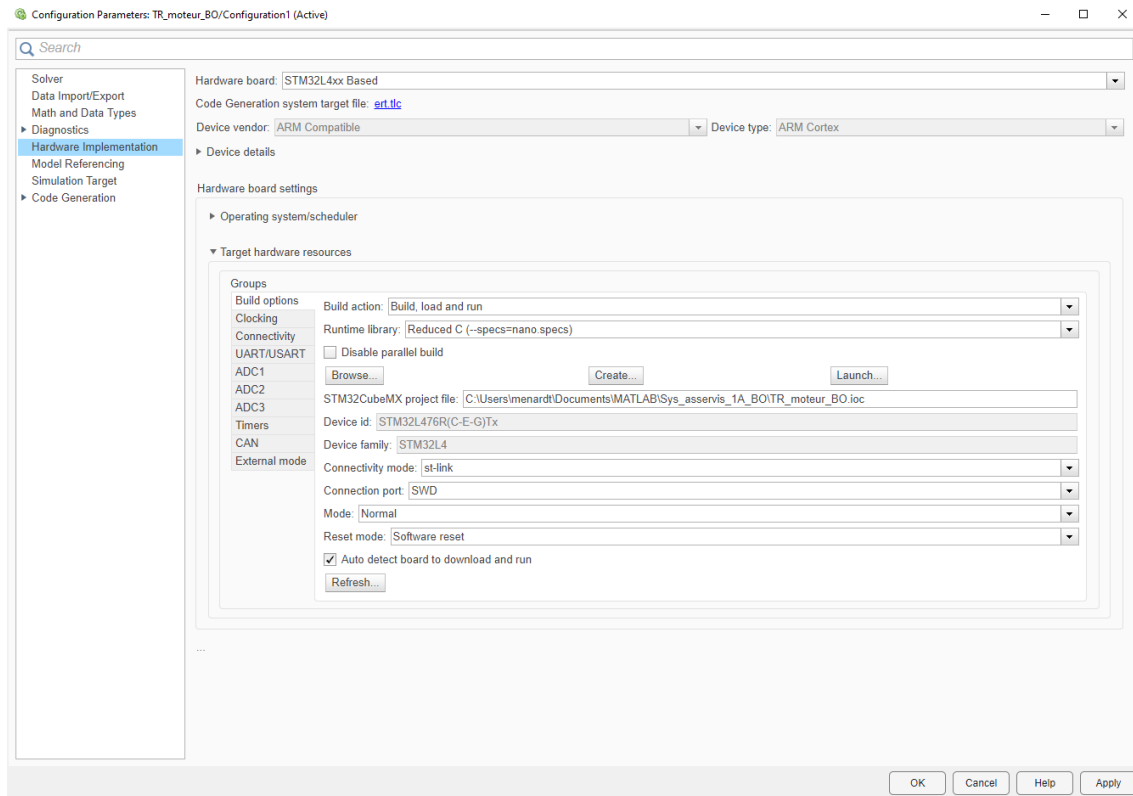 Configuration Parameters: TR_moteur_BO/Configuration1 (Active)
Search
Solver
Data Import/Export
Math and Data Types
Diagnostics
Hardware Implementation
Model Referencing
Simulation Target
Code Generation
Hardware board: STM32L4xx Based
Code Generation system target file: ert.tlc
Device vendor: ARM Compatible Device type: ARM Cortex
Device details
Hardware board settings
Operating system/scheduler
Target hardware resources
Groups
Build options
Clocking
Connectivity
UART/USART
ADC1
ADC2
ADC3
Timers
CAN
External mode
Build action: Build, load and run
Runtime library: Reduced C (--specs=nano.specs)
Disable parallel build
Browse... Create... Launch...
STM32CubeMX project file: C:\Users\menardt\Documents\MATLAB\Sys_asservis_1A_BO\TR_moteur_BO.ioc
Device id: STM32L476R(C-E-G)Tx
Device family: STM32L4
Connectivity mode: st-link
Connection port: SWD
Mode: Normal
Reset mode: Software reset
Auto detect board to download and run
Refresh...
...
OK Cancel Help Apply